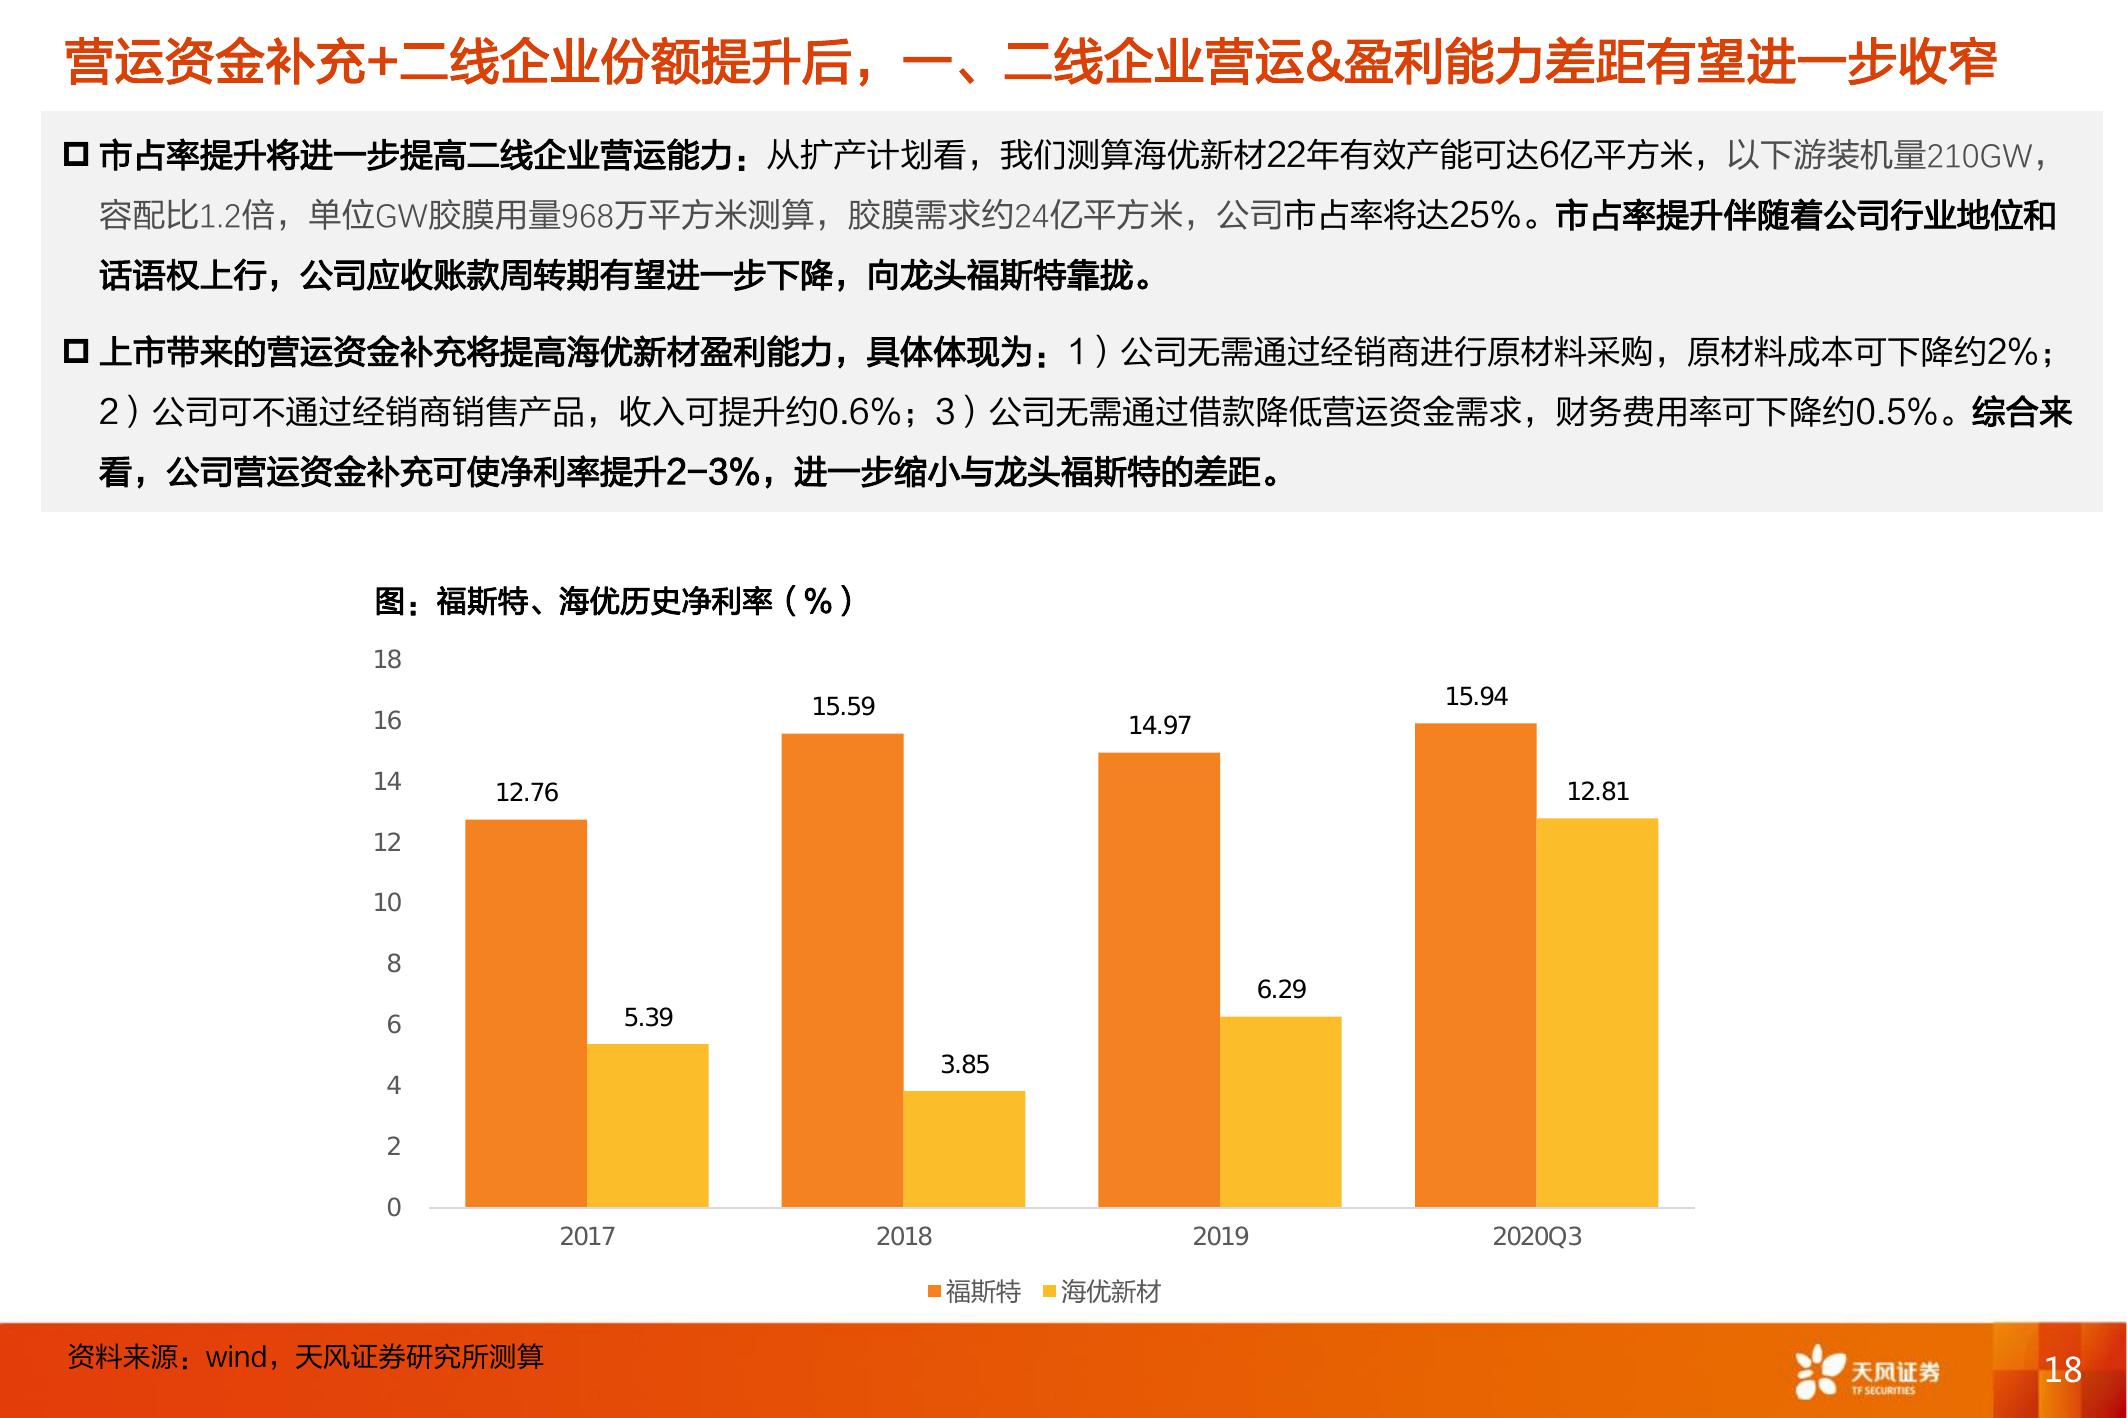 营运资金补充+二线企业份额提升后，一、二线企业营运&盈利能力差距有望进一步收窄
市占率提升将进一步提高二线企业营运能力：从扩产计划看，我们测算海优新材22年有效产能可达6亿平方米，以下游装机量210GW，
容配比1.2倍，单位GW胶膜用量968万平方米测算，胶膜需求约24亿平方米，公司市占率将达25%。市占率提升伴随着公司行业地位和
话语权上行，公司应收账款周转期有望进一步下降，向龙头福斯特靠拢。
上市带来的营运资金补充将提高海优新材盈利能力，具体体现为：1）公司无需通过经销商进行原材料采购，原材料成本可下降约2%；
2）公司可不通过经销商销售产品，收入可提升约0.6%；3）公司无需通过借款降低营运资金需求，财务费用率可下降约0.5%。综合来
看，公司营运资金补充可使净利率提升2-3%，进一步缩小与龙头福斯特的差距。
图：福斯特、海优历史净利率（%）
18
16
14
12
10
8
6
4
2
0
12.76
5.39
15.59
3.85
14.97
6.29
15.94
12.81
2017
2018
2019
2020Q3
福斯特
海优新材
资料来源：wind，天风证券研究所测算
天风证券
TF SECURITIES
18